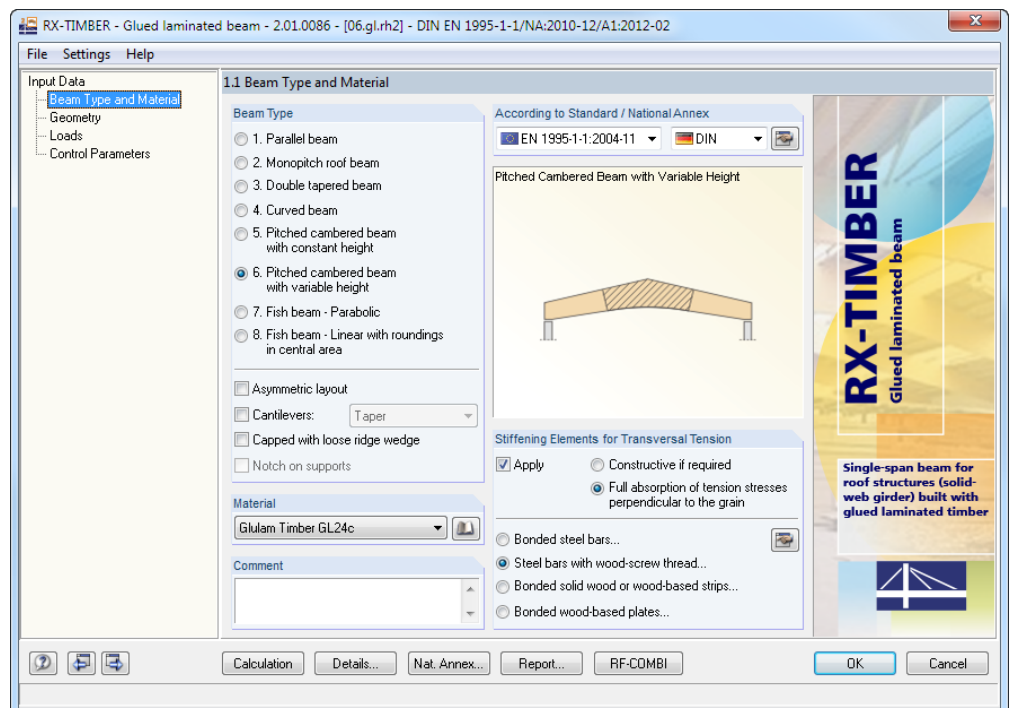 RX-TIMBER - Glued laminated beam - 2.01.0086 - [06.gl.rh2] - DIN EN 1995-1-1/NA:2010-12/A1:2012-02
File Settings Help
Input Data
Beam Type and Material
Geometry
Loads
Control Parameters
1.1 Beam Type and Material
Beam Type
1. Parallel beam
2. Monopitch roof beam
3. Double tapered beam
4. Curved beam
5. Pitched cambered beam
with constant height
6. Pitched cambered beam
with variable height
7. Fish beam - Parabolic
8. Fish beam - Linear with roundings
in central area
Asymmetric layout
Cantilevers: Taper
Capped with loose ridge wedge
Notch on supports
Material
Glulam Timber GL24c
Comment
According to Standard / National Annex
EN 1995-1-1:2004-11 DIN
Pitched Cambered Beam with Variable Height
Stiffening Elements for Transversal Tension
Apply
Constructive if required
Full absorption of tension stresses
perpendicular to the grain
Bonded steel bars...
Steel bars with wood-screw thread...
Bonded solid wood or wood-based strips...
Bonded wood-based plates...
RX-TIMBER
Glued laminated beam
Single-span beam for
roof structures (solid-
web girder) built with
glued laminated timber
Calculation Details... Nat. Annex... Report... RF-COMBI OK Cancel